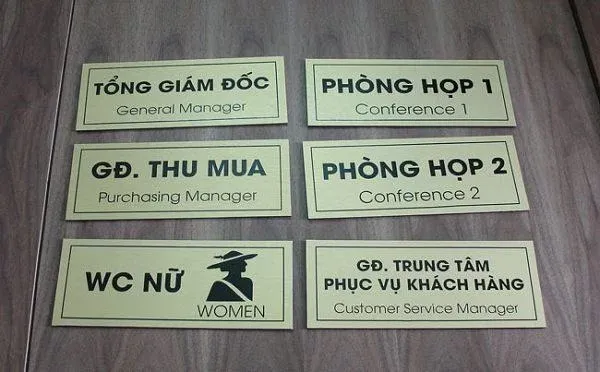 TỔNG GIÁM ĐỐC
General Manager
PHÒNG HỌP 1
Conference 1
GĐ. THU MUA
Purchasing Manager
PHÒNG HỌP 2
Conference 2
WC NỮ
WOMEN
GĐ. TRUNG TÂM
PHỤC VỤ KHÁCH HÀNG
Customer Service Manager